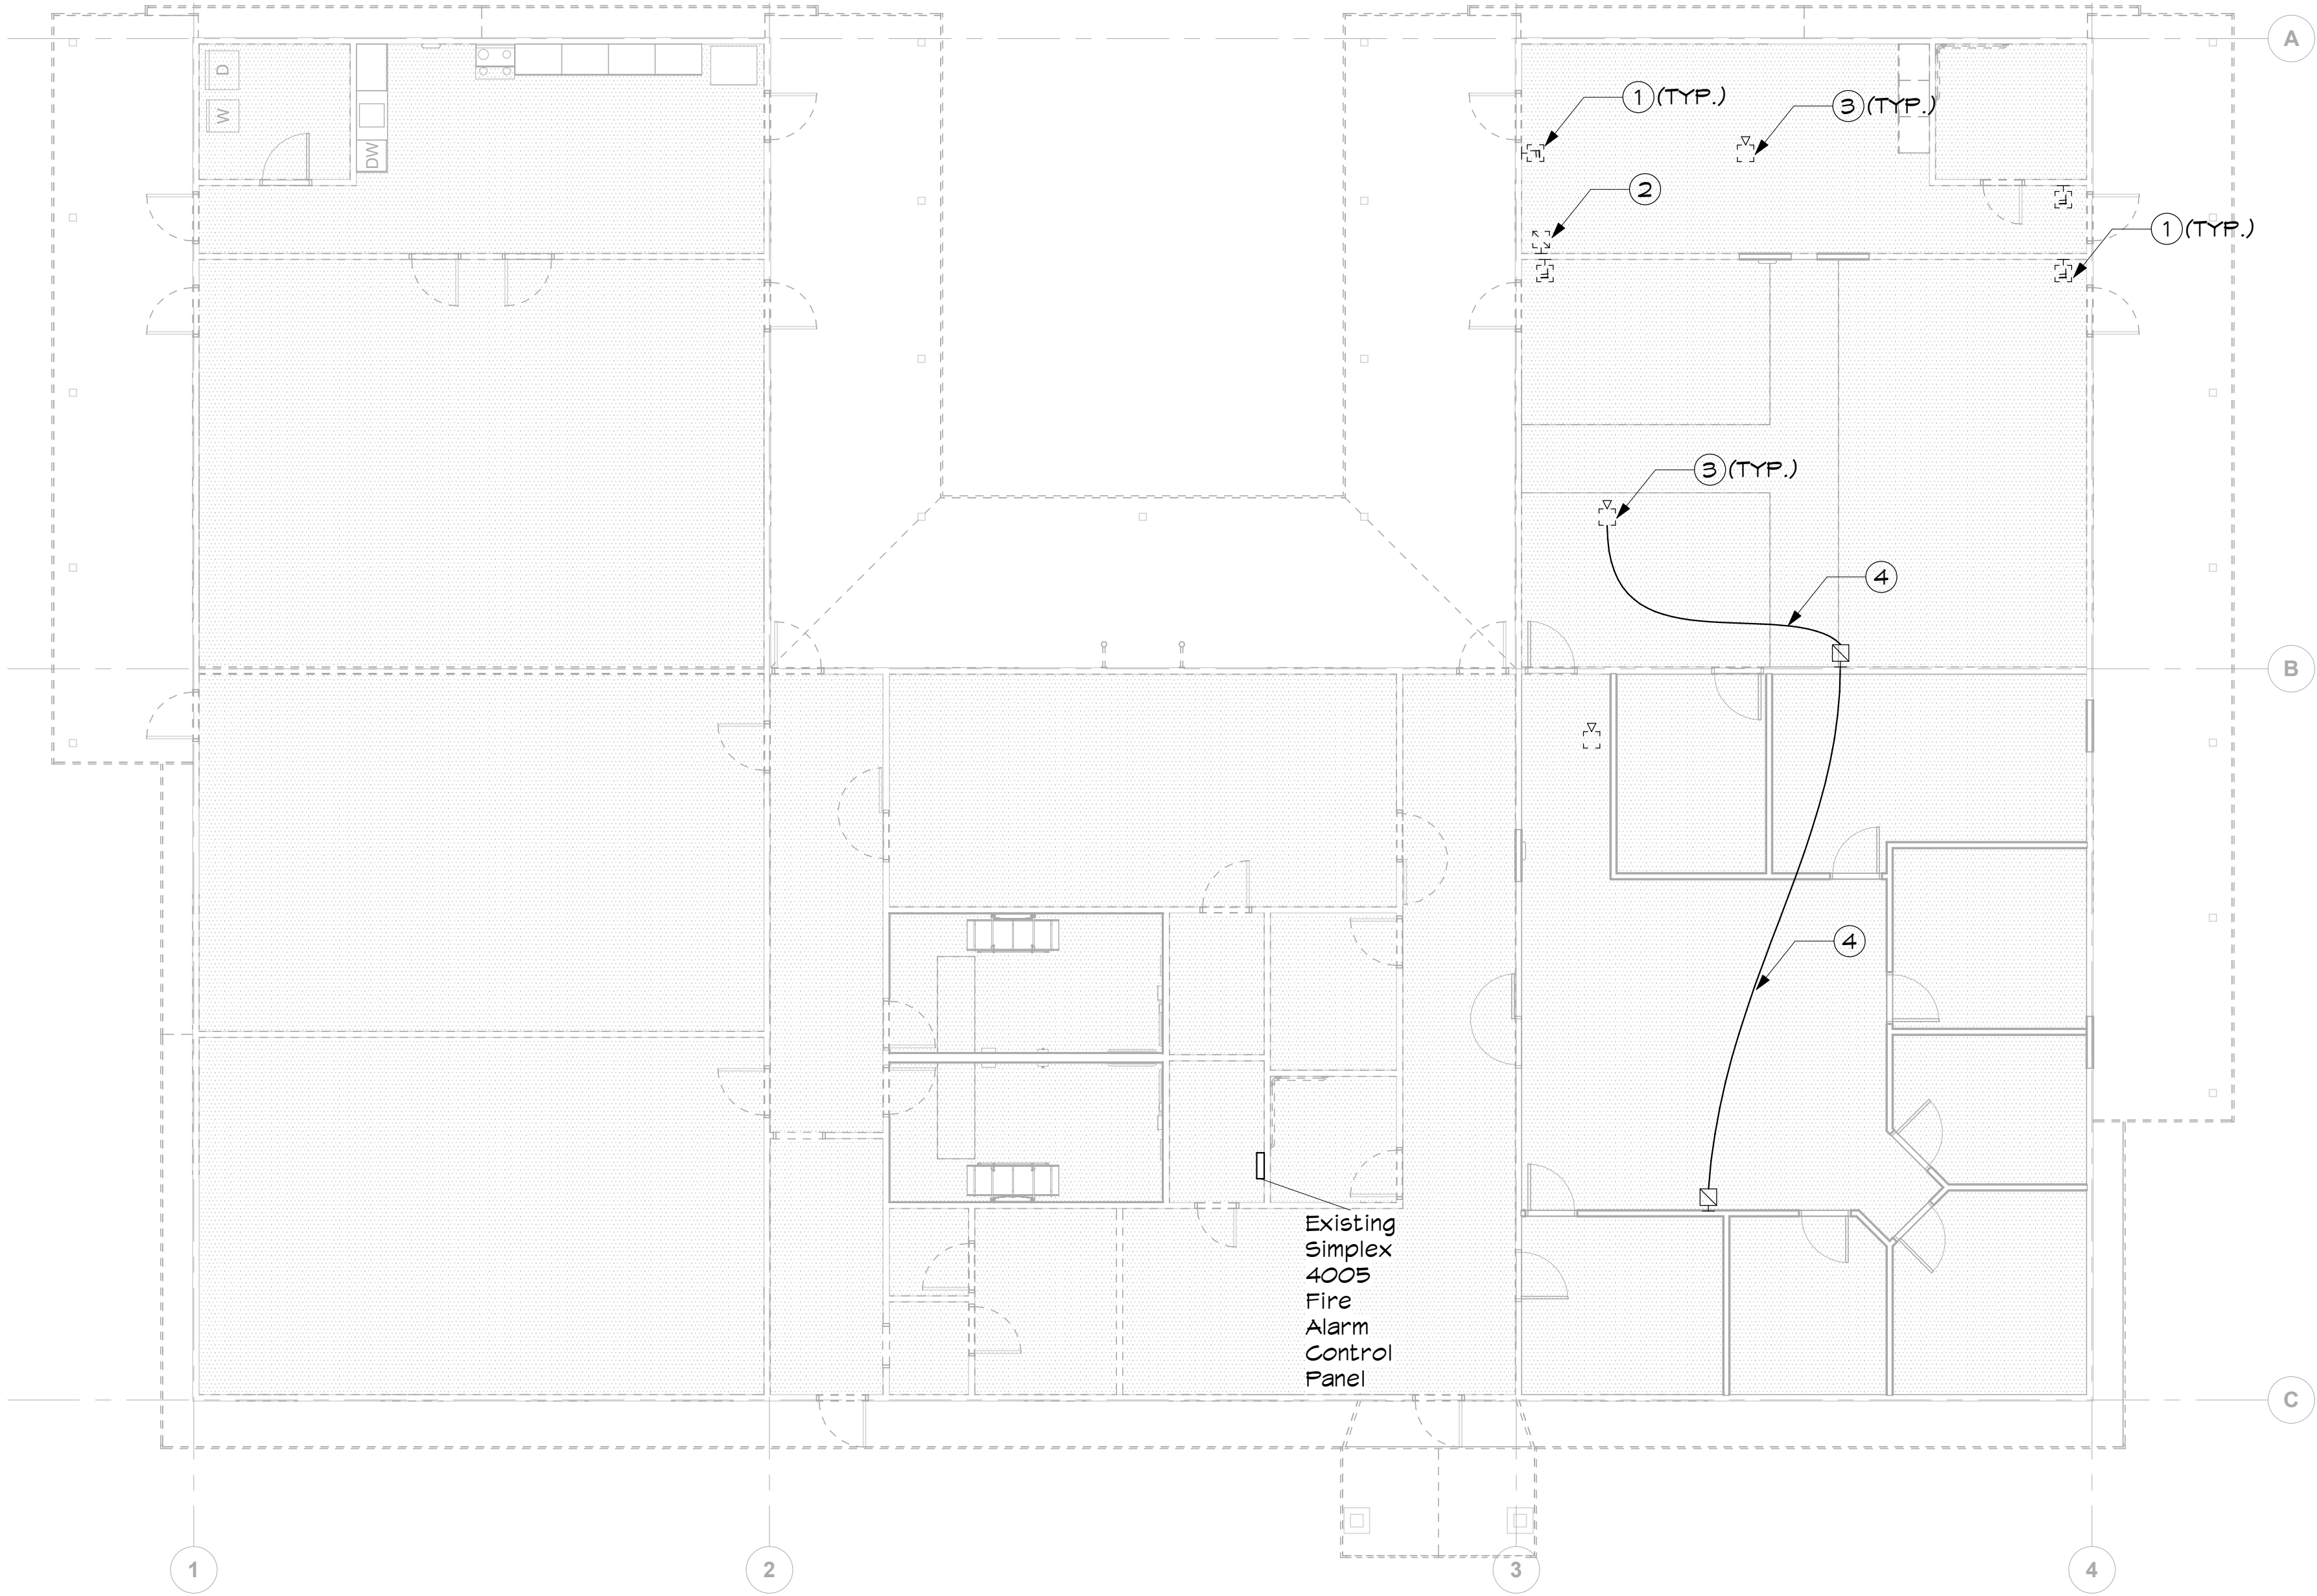 A
D
1 (TYP.)
3 (TYP.)
W
DW
2
F
F
1 (TYP.)
F
F
3 (TYP.)
4
B
4
Existing
Simplex
4005
Fire
Alarm
Control
Panel
C
1
2
3
4